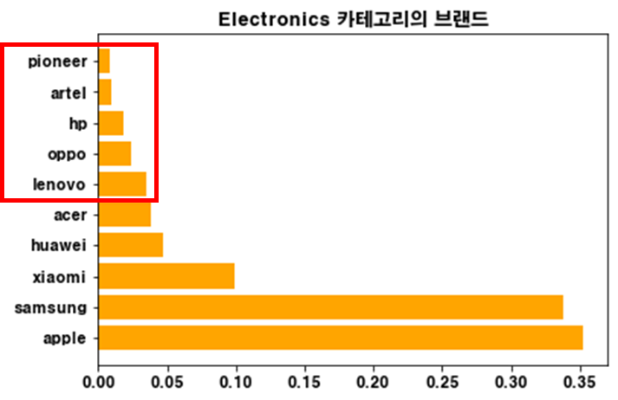 Electronics 카테고리의 브랜드
pioneer
artel
hp
oppo
lenovo
acer
huawei
xiaomi
samsung
apple
0.00 0.05 0.10 0.15 0.20 0.25 0.30 0.35